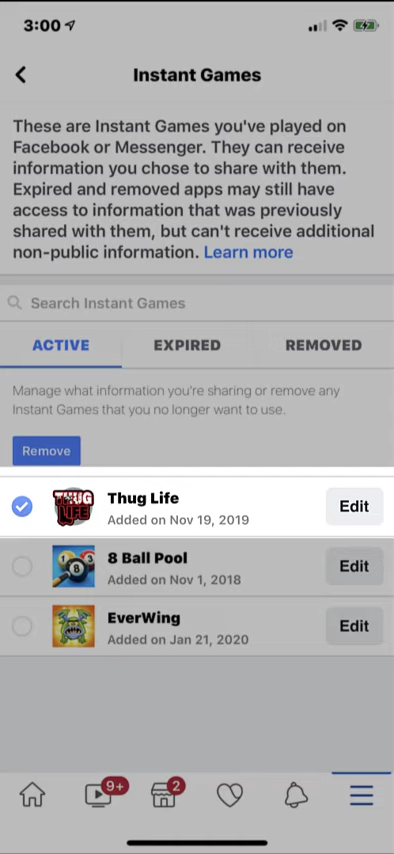 3:00
Instant Games
These are Instant Games you've played on
Facebook or Messenger. They can receive
information you chose to share with them.
Expired and removed apps may still have
access to information that was previously
shared with them, but can't receive additional
non-public information. Learn more
Search Instant Games
ACTIVE EXPIRED REMOVED
Manage what information you're sharing or remove any
Instant Games that you no longer want to use.
Remove
THUG
LIFE
Thug Life
Added on Nov 19, 2019
Edit
1 3
8
8 Ball Pool
Added on Nov 1, 2018
Edit
EverWing
Added on Jan 21, 2020
Edit
9+ 2